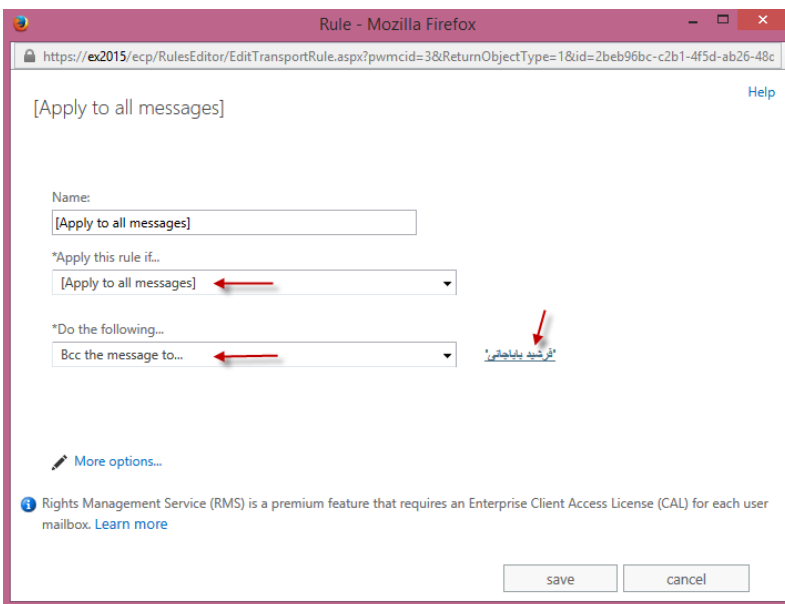 Rule - Mozilla Firefox
https://ex2015/ecp/RulesEditor/EditTransportRule.aspx?pwmcid=3&ReturnObjectType=1&id=2beb96bc-c2b1-4f5d-ab26-48c
Help
[Apply to all messages]
Name:
[Apply to all messages]
*Apply this rule if...
[Apply to all messages]
*Do the following...
Bcc the message to...
'فرشید باباجانی'
More options...
Rights Management Service (RMS) is a premium feature that requires an Enterprise Client Access License (CAL) for each user
mailbox. Learn more
save
cancel